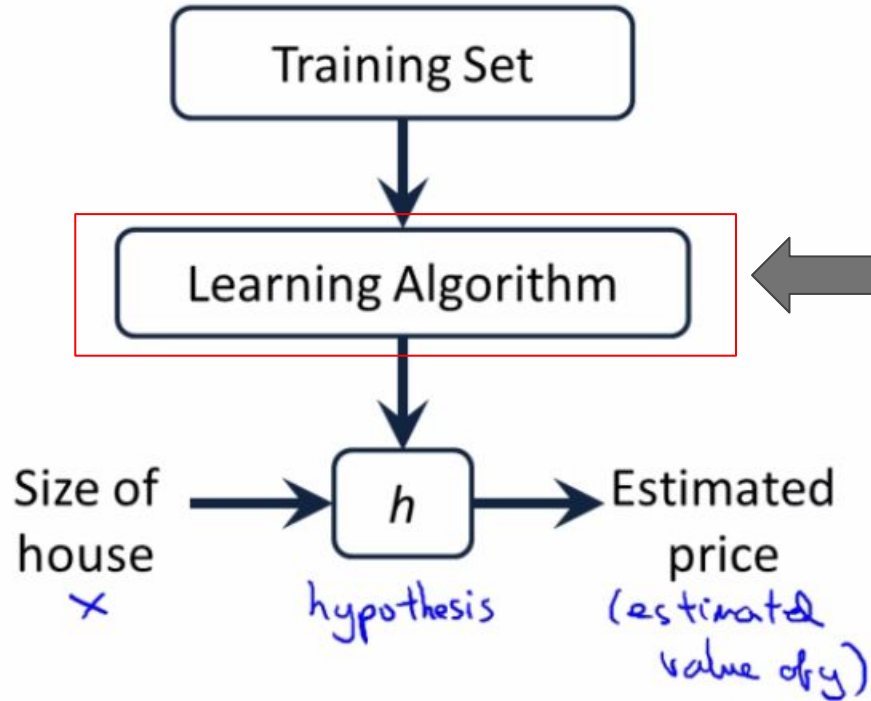 Training Set
Learning Algorithm
Size of
house
x
h
hypothesis
Estimated
price
(estimated
value of y)